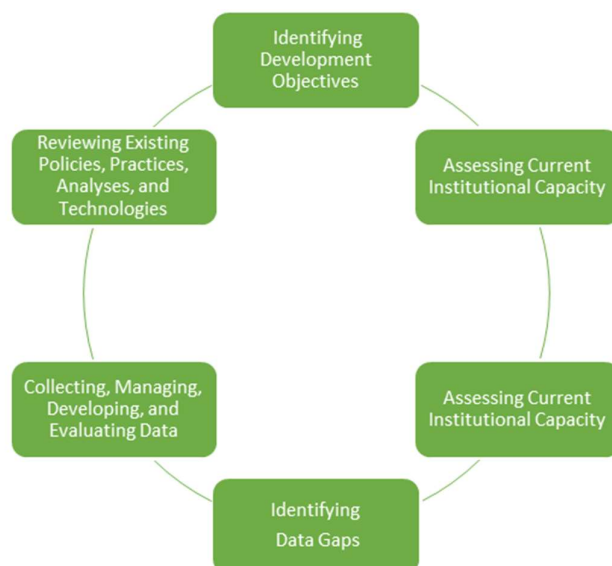 Identifying
Development
Objectives
Assessing Current
Institutional Capacity
Assessing Current
Institutional Capacity
Identifying
Data Gaps
Collecting, Managing,
Developing, and
Evaluating Data
Reviewing Existing
Policies, Practices,
Analyses, and
Technologies